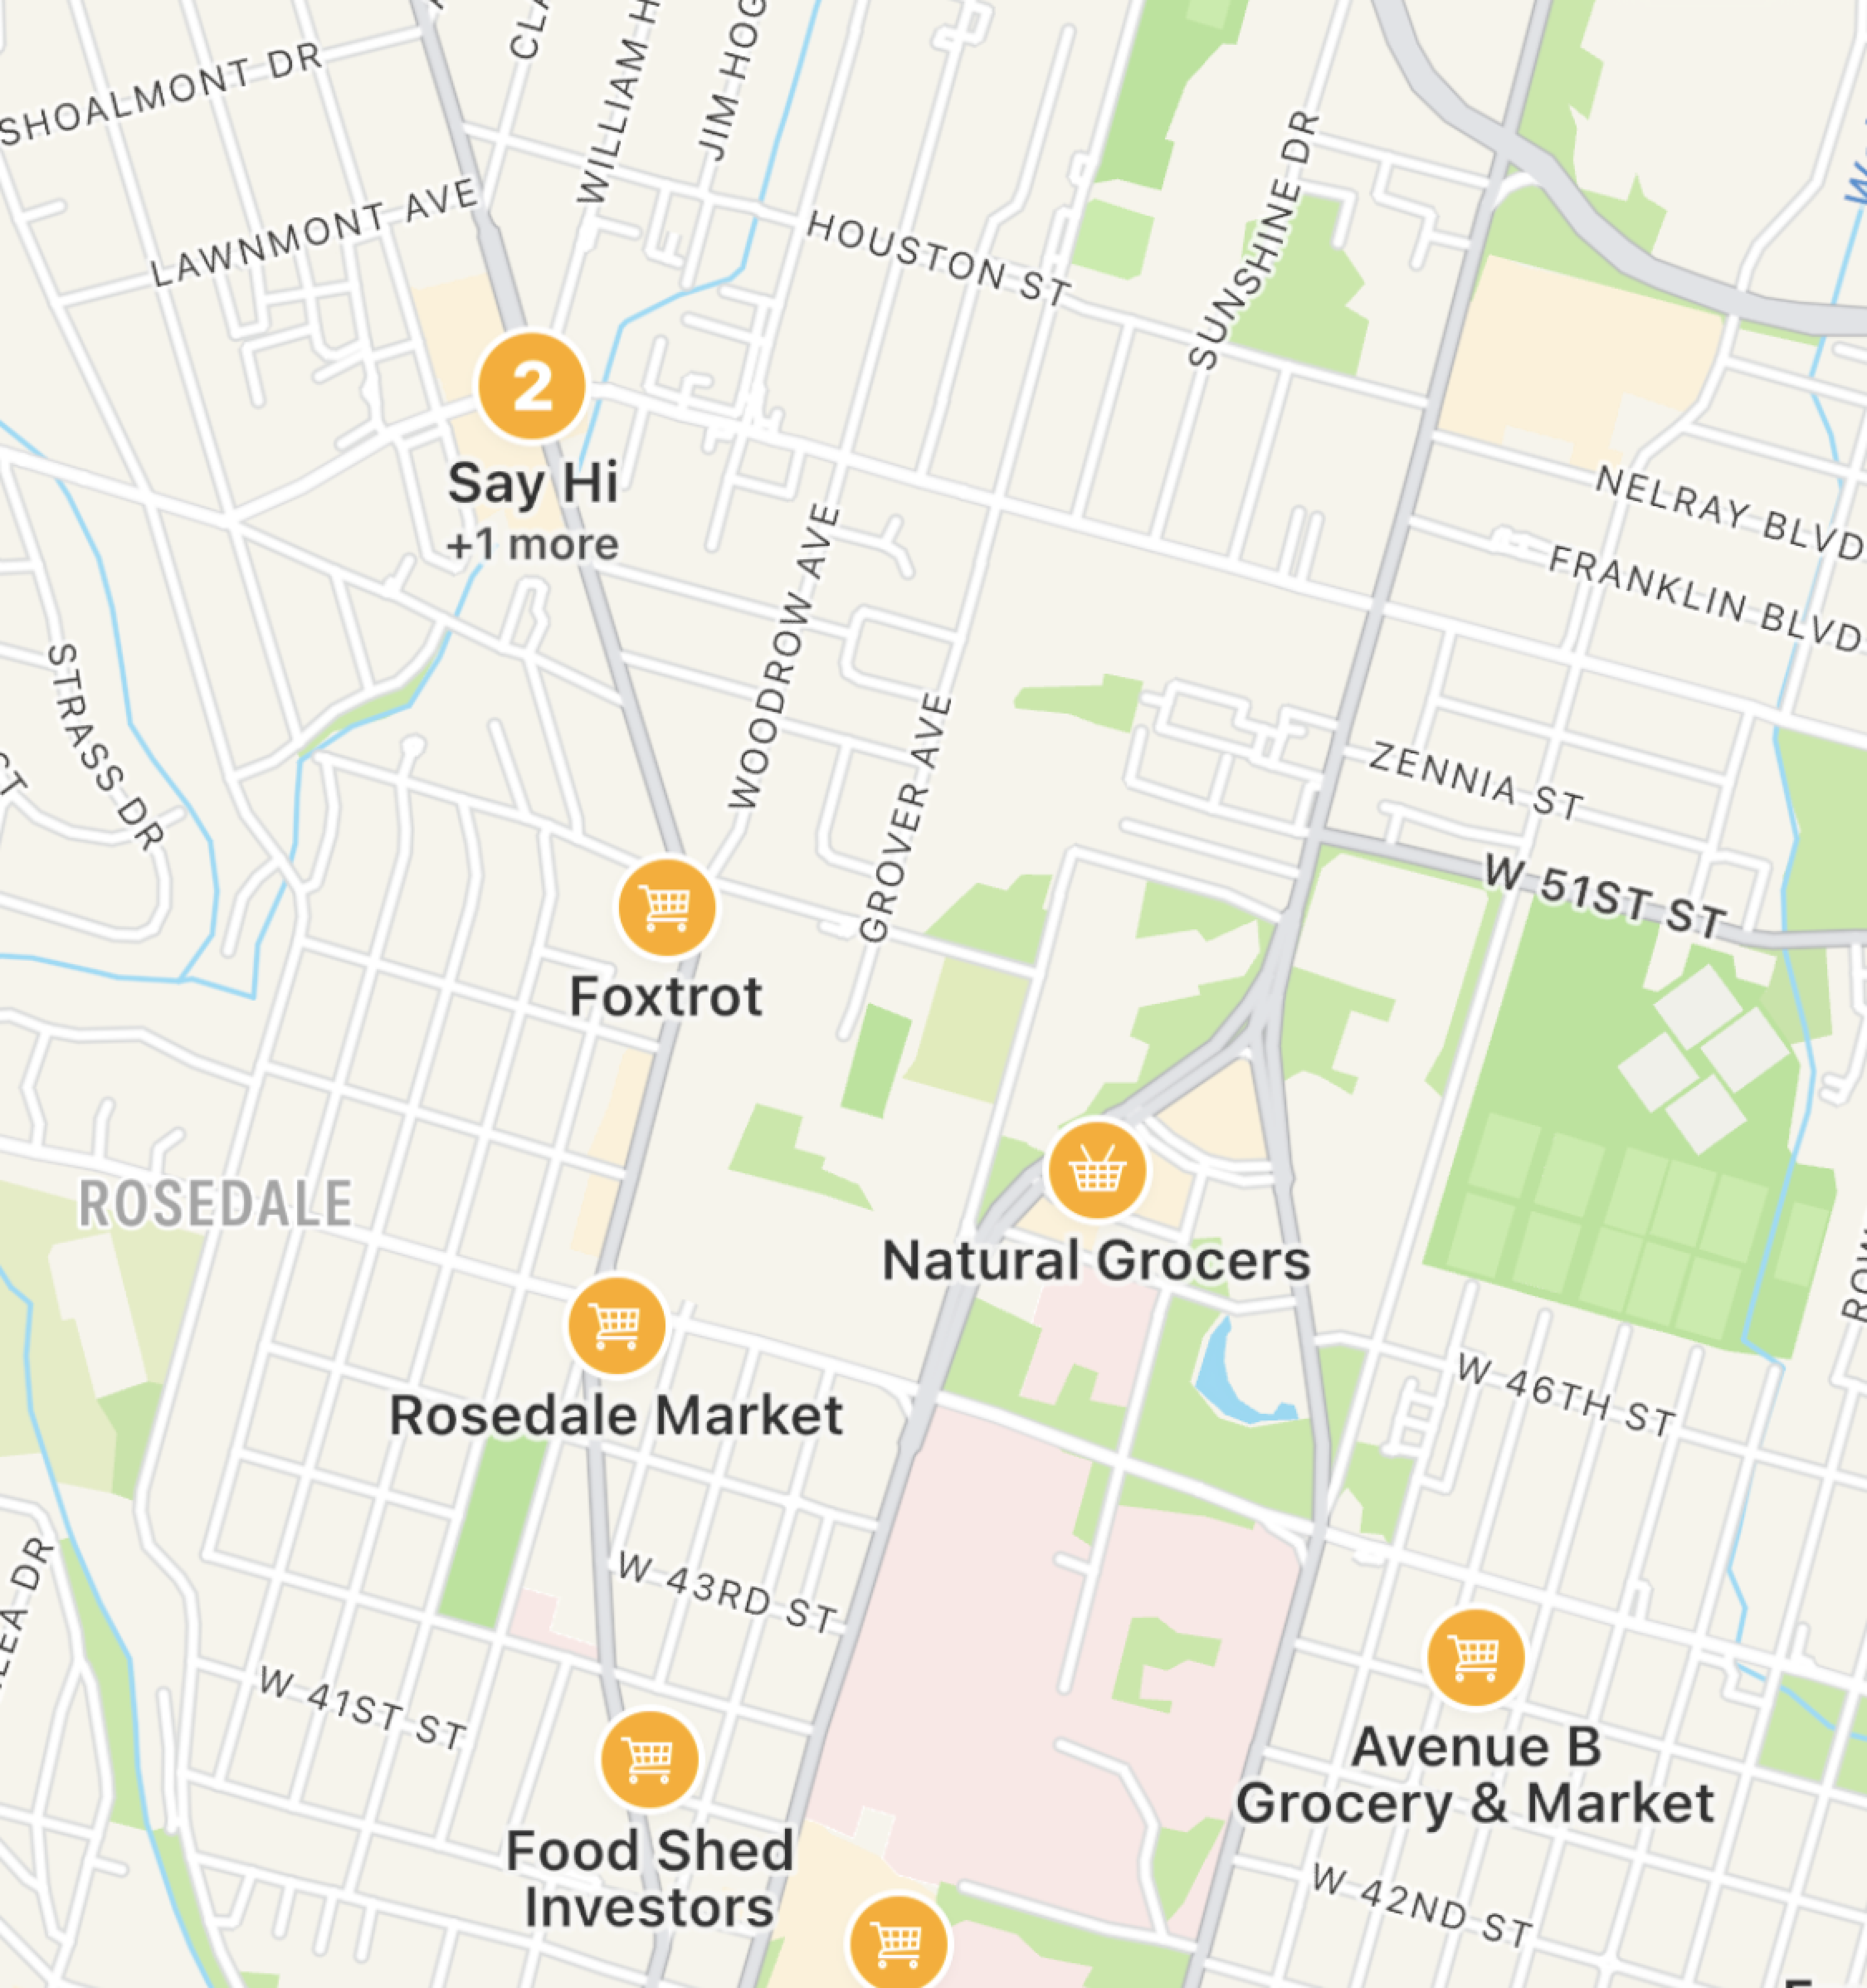 SHOALMONT DR
WILLIAM H
JIM HOG
LAWNMONT AVE
HOUSTON ST
SUNSHINE DR
2
Say Hi
+1 more
NELRAY BLVD
FRANKLIN BLVD
WOODROW AVE
STRASS DR
GROVER AVE
ZENNIA ST
W 51ST ST
Foxtrot
ROSEDALE
Natural Grocers
Rosedale Market
W 46TH ST
W 43RD ST
W 41ST ST
Avenue B
Grocery & Market
Food Shed
Investors
W 42ND ST